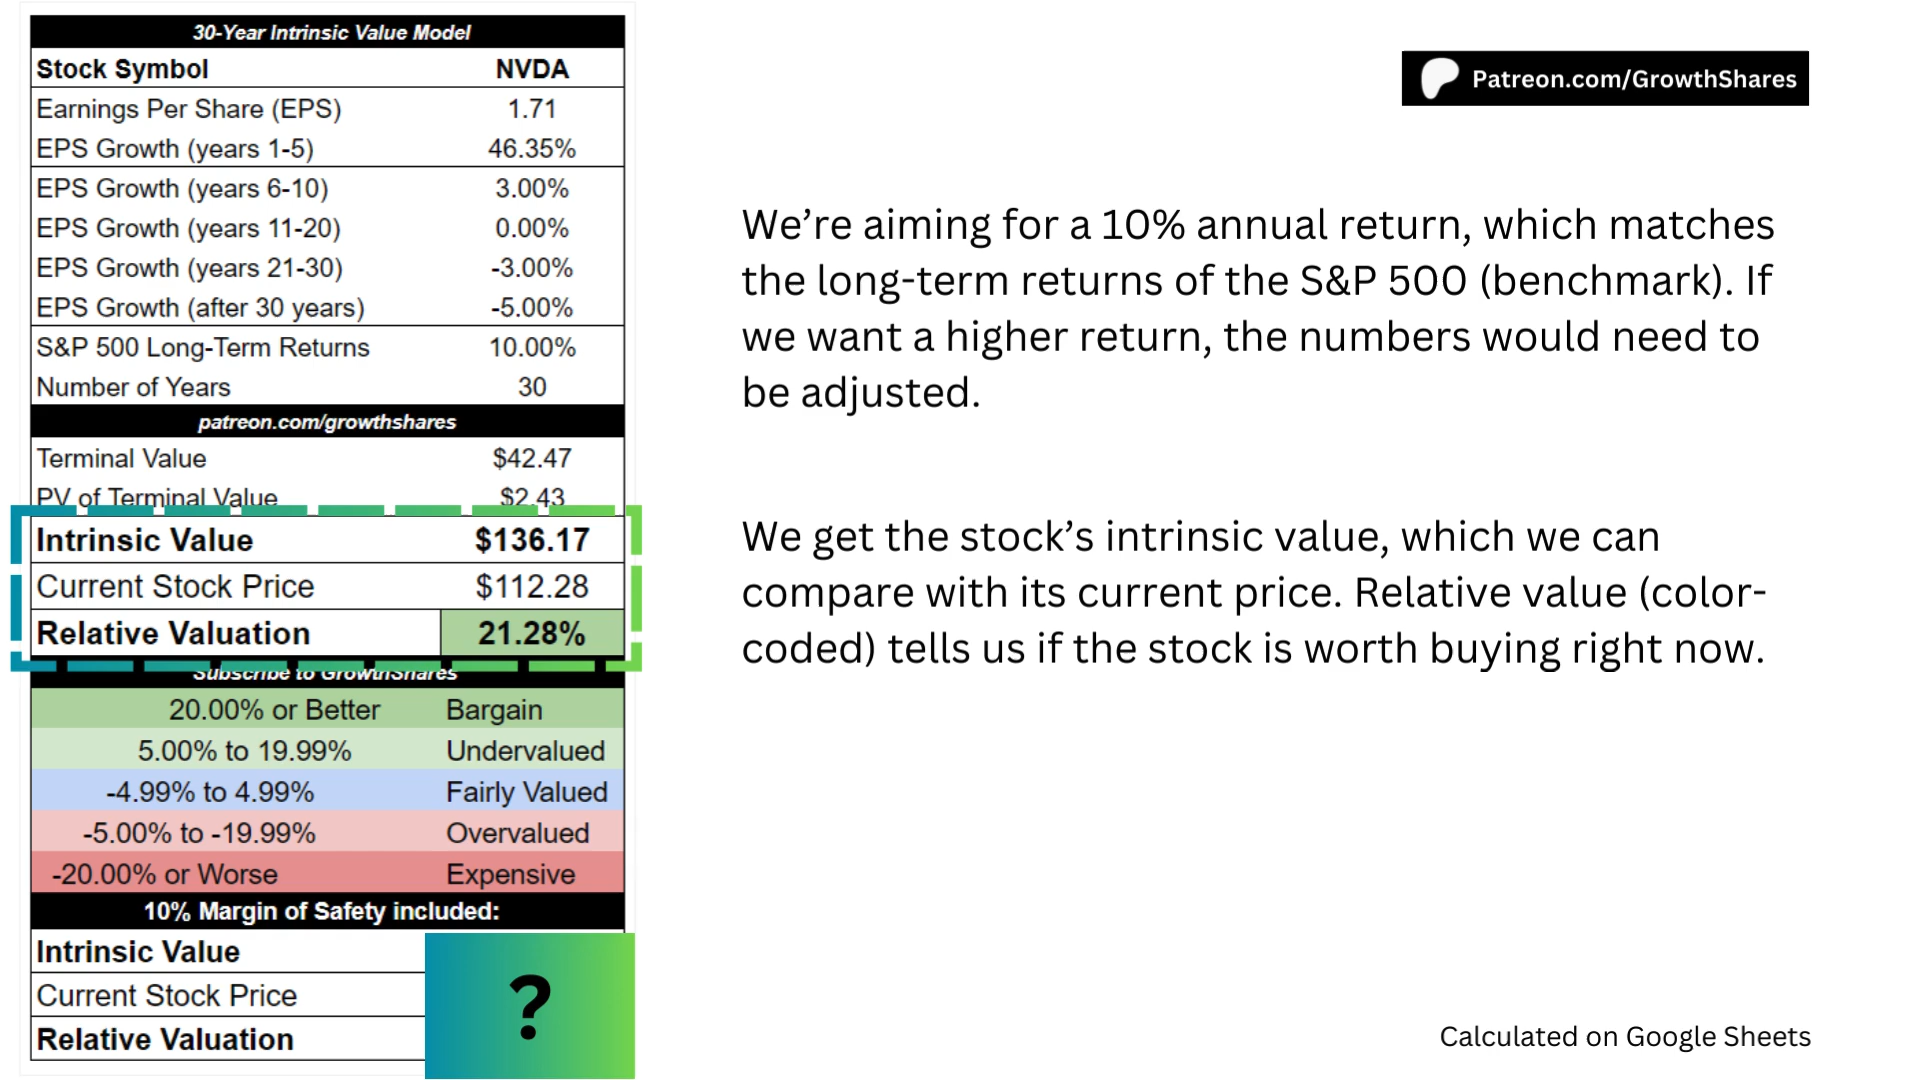 30-Year Intrinsic Value Model
Stock Symbol NVDA
Earnings Per Share (EPS) 1.71
EPS Growth (years 1-5) 46.35%
EPS Growth (years 6-10) 3.00%
EPS Growth (years 11-20) 0.00%
EPS Growth (years 21-30) -3.00%
EPS Growth (after 30 years) -5.00%
S&P 500 Long-Term Returns 10.00%
Number of Years 30
patreon.com/growthshares
Terminal Value $42.47
PV of Terminal Value $2.43
Intrinsic Value $136.17
Current Stock Price $112.28
Relative Valuation 21.28%
Subscribe to GrowthShares
20.00% or Better Bargain
5.00% to 19.99% Undervalued
-4.99% to 4.99% Fairly Valued
-5.00% to -19.99% Overvalued
-20.00% or Worse Expensive
10% Margin of Safety included:
Intrinsic Value
Current Stock Price
Relative Valuation
?
Patreon.com/GrowthShares
We’re aiming for a 10% annual return, which matches
the long-term returns of the S&P 500 (benchmark). If
we want a higher return, the numbers would need to
be adjusted.
We get the stock’s intrinsic value, which we can
compare with its current price. Relative value (color-
coded) tells us if the stock is worth buying right now.
Calculated on Google Sheets